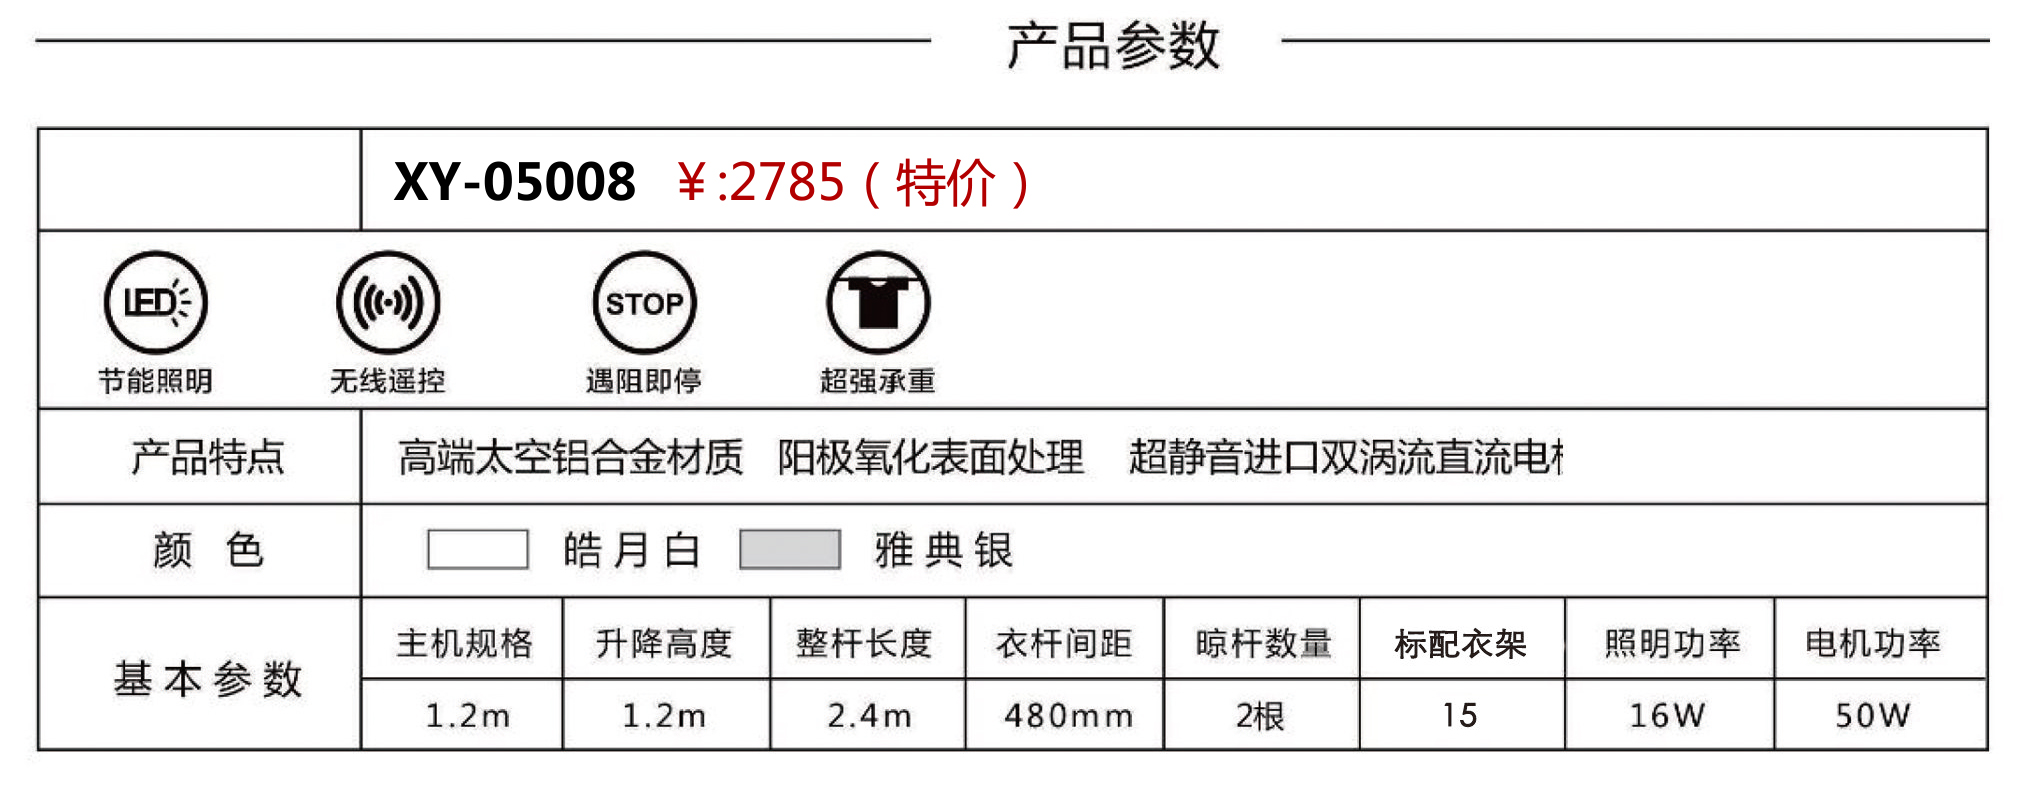 产品参数
XY-05008 ¥:2785(特价)
LED STOP
节能照明 无线遥控 遇阻即停 超强承重
产品特点 高端太空铝合金材质 阳极氧化表面处理 超静音进口双涡流直流电
颜色 皓月白 雅典银
基本参数 主机规格 升降高度 整杆长度 衣杆间距 晾杆数量 标配衣架 照明功率 电机功率
1.2m 1.2m 2.4m 480mm 2根 15 16W 50W